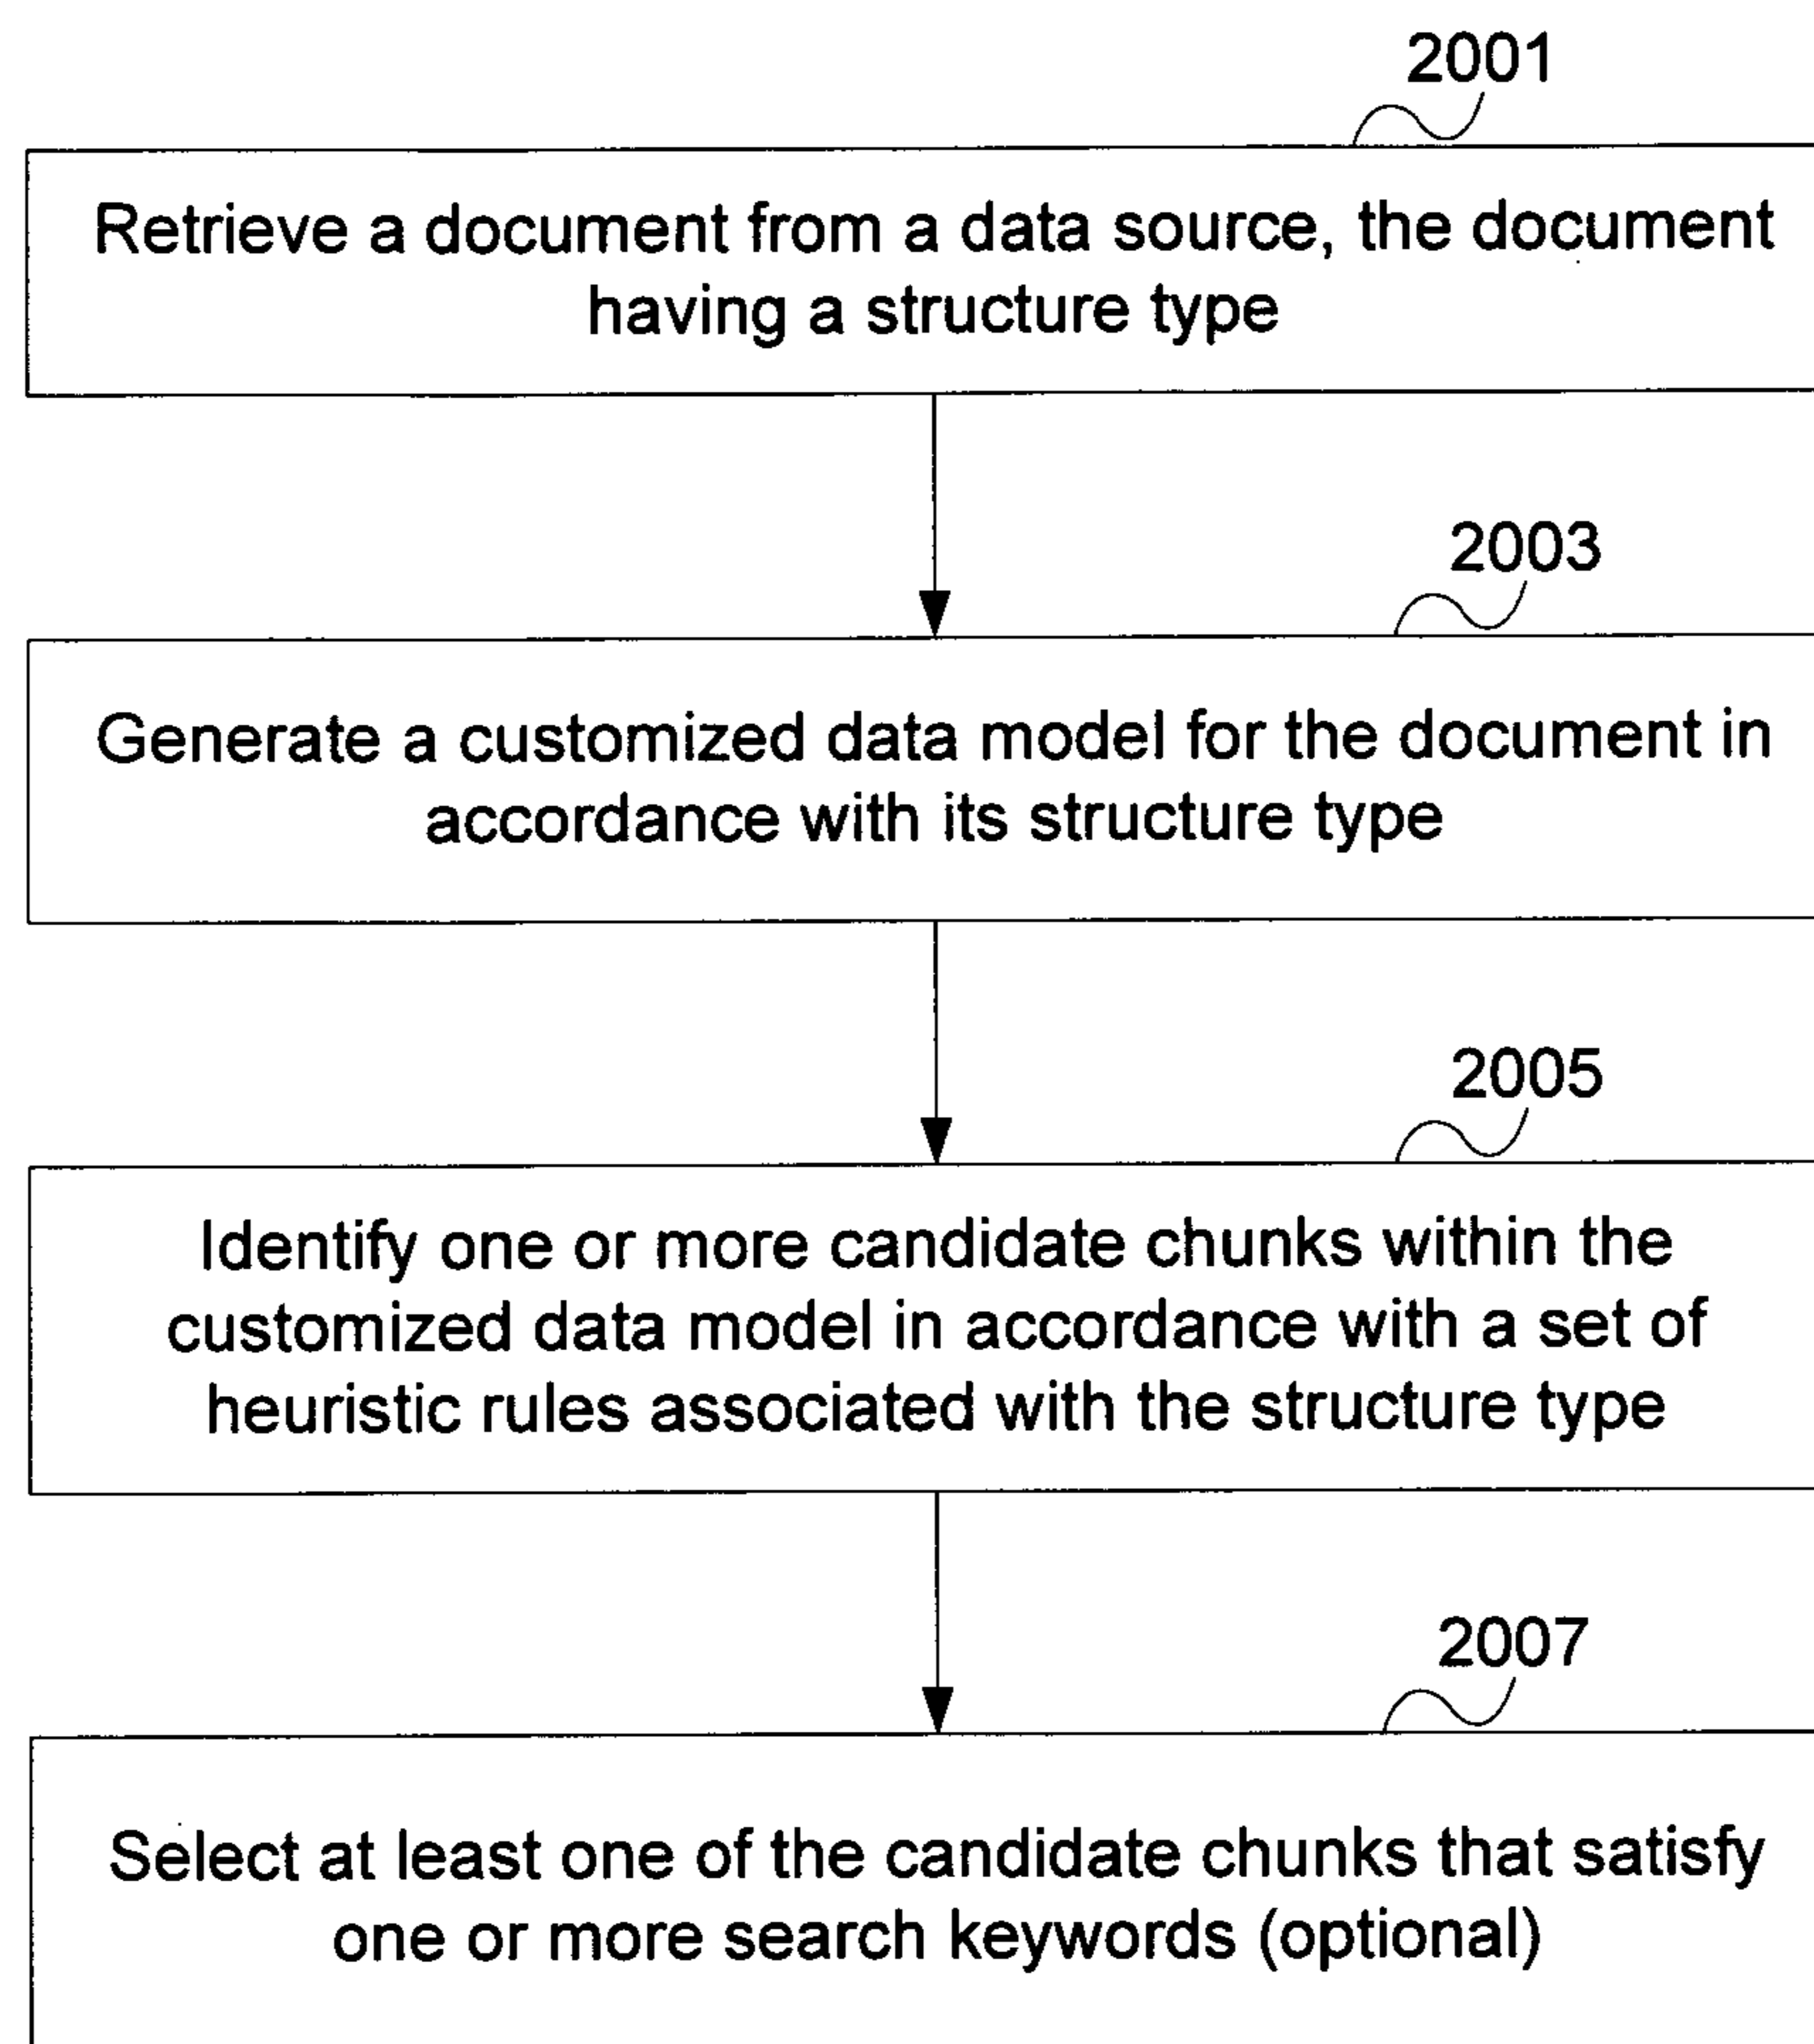 2001
Retrieve a document from a data source, the document
having a structure type
2003
Generate a customized data model for the document in
accordance with its structure type
2005
Identify one or more candidate chunks within the
customized data model in accordance with a set of
heuristic rules associated with the structure type
2007
Select at least one of the candidate chunks that satisfy
one or more search keywords (optional)